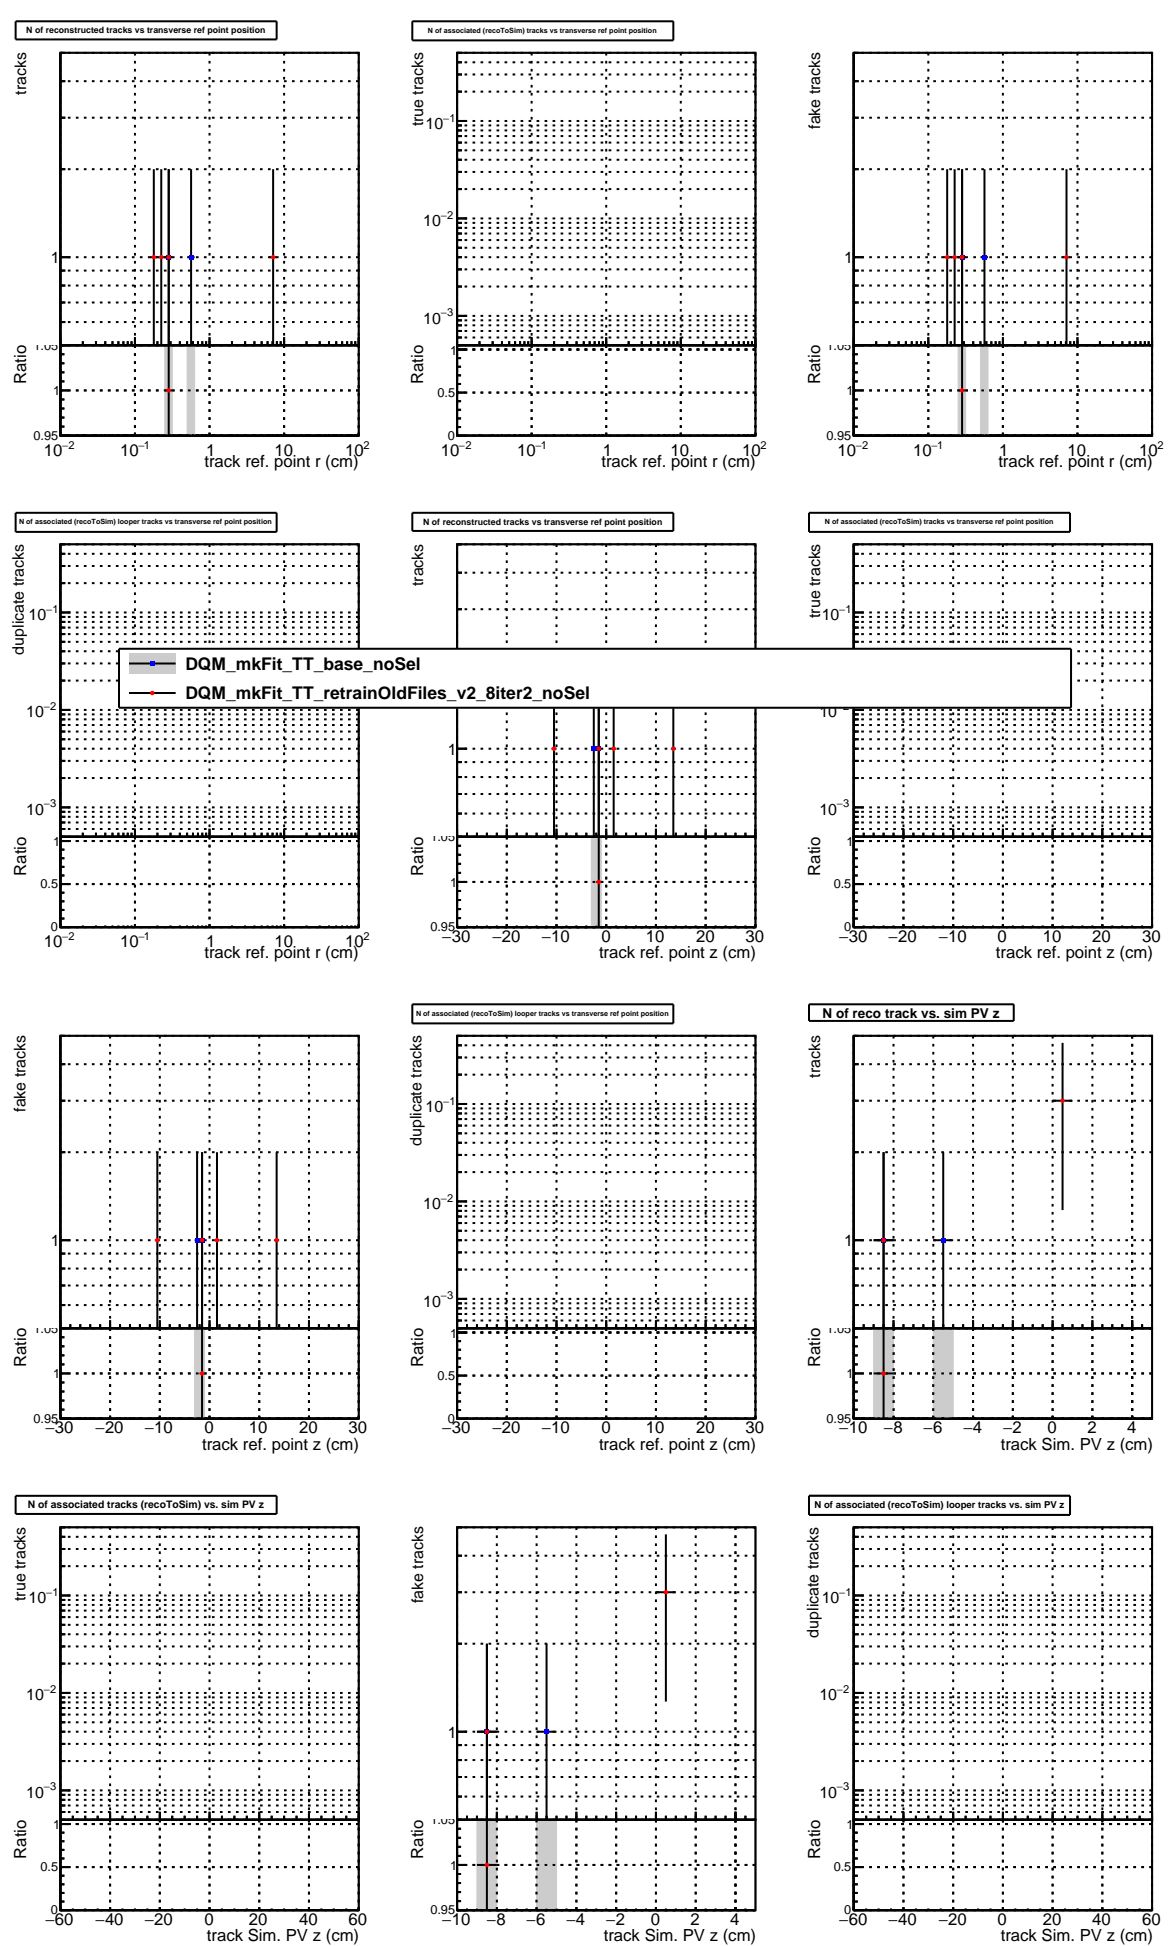 N of reconstructed tracks vs transverse ref point position
N of associated (recoToSim) tracks vs transverse ref point position
tracks
1
1.05
Ratio
1
0.95
10−2 10−1 1 10 102
track ref. point r (cm)
true tracks
10−1
10−2
10−3
Ratio
1
0.5
0
10−2 10−1 1 10 102
track ref. point r (cm)
fake tracks
1
1.05
Ratio
1
0.95
10−2 10−1 1 10 102
track ref. point r (cm)
N of associated (recoToSim) looper tracks vs transverse ref point position
N of reconstructed tracks vs transverse ref point position
N of associated (recoToSim) tracks vs transverse ref point position
duplicate tracks
10−1
10−2
10−3
Ratio
1
0.5
0
10−2 10−1 1 10 102
track ref. point r (cm)
tracks
1
1.05
Ratio
1
0.95
−30 −20 −10 0 10 20 30
track ref. point z (cm)
true tracks
10−1
10−2
10−3
Ratio
1
0.5
0
−30 −20 −10 0 10 20 30
track ref. point z (cm)
DQM_mkFit_TT_base_noSel
DQM_mkFit_TT_retrainOldFiles_v2_8iter2_noSel
N of associated (recoToSim) looper tracks vs transverse ref point position
N of reco track vs. sim PV z
fake tracks
1
1.05
Ratio
1
0.95
−30 −20 −10 0 10 20 30
track ref. point z (cm)
duplicate tracks
10−1
10−2
10−3
Ratio
1
0.5
0
−30 −20 −10 0 10 20 30
track ref. point z (cm)
tracks
1
1.05
Ratio
1
0.95
−10 −8 −6 −4 −2 0 2 4
track Sim. PV z (cm)
N of associated tracks (recoToSim) vs. sim PV z
N of associated (recoToSim) looper tracks vs. sim PV z
true tracks
10−1
10−2
10−3
Ratio
1
0.5
0
−60 −40 −20 0 20 40 60
track Sim. PV z (cm)
fake tracks
1
1.05
Ratio
1
0.95
−10 −8 −6 −4 −2 0 2 4
track Sim. PV z (cm)
duplicate tracks
10−1
10−2
10−3
Ratio
1
0.5
0
−60 −40 −20 0 20 40 60
track Sim. PV z (cm)